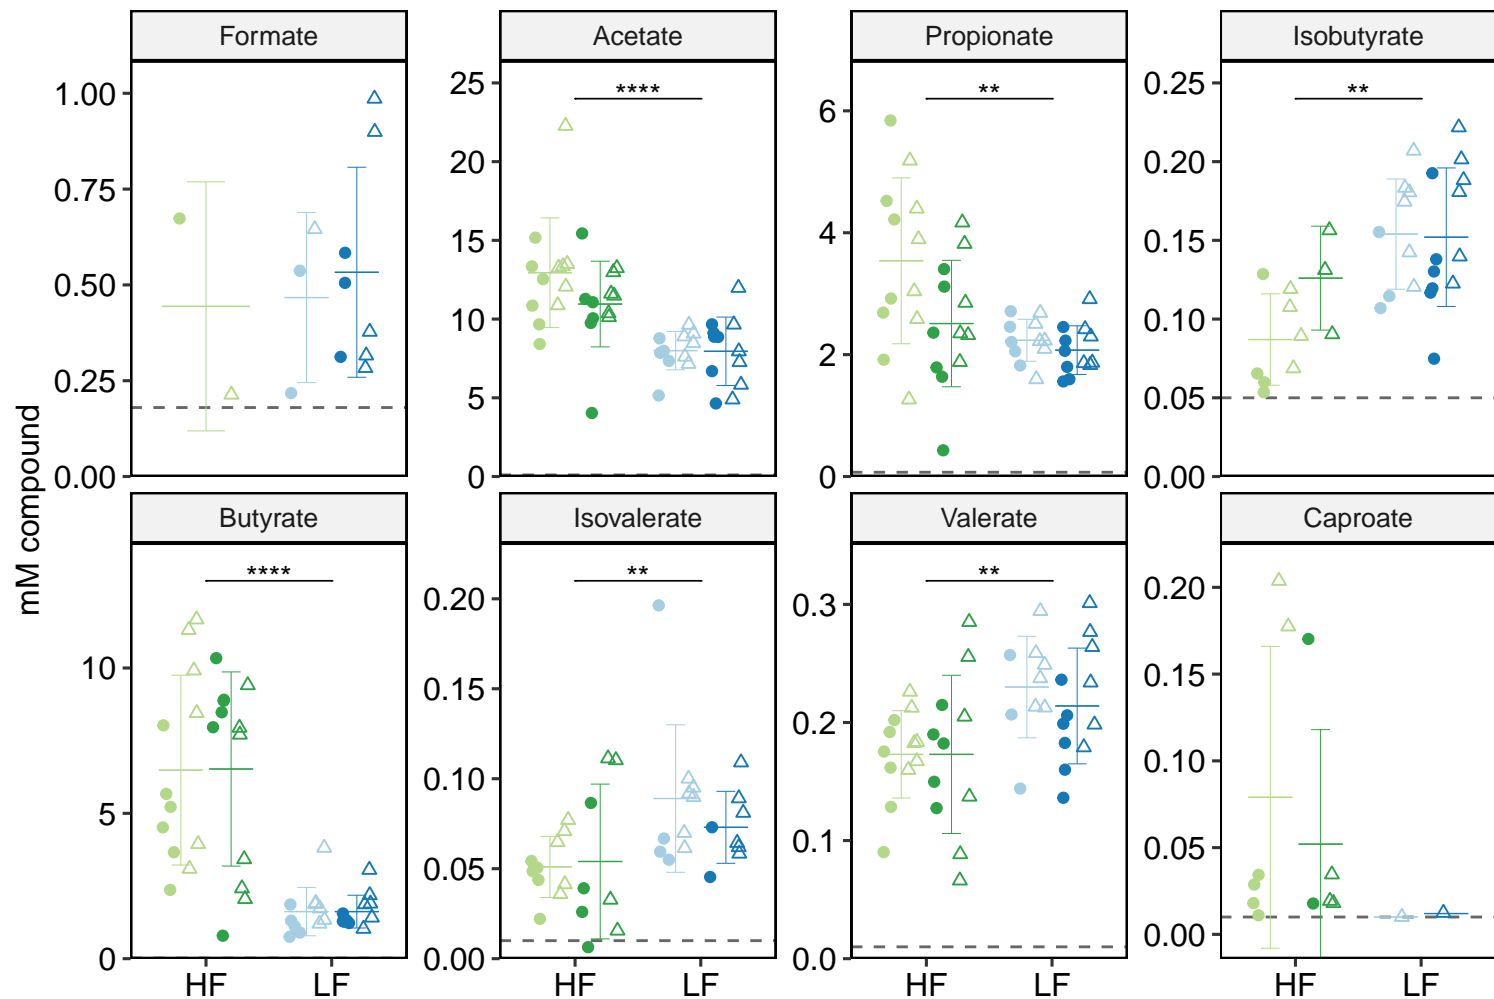 Formate Acetate Propionate Isobutyrate
1.00 25 6 0.25
**** ** **
0.75 20 0.20
0.50 15 4 0.15
0.25 10 2 0.10
5 0.05
0.00 0 0 0.00
mM compound
Butyrate Isovalerate Valerate Caproate
**** ** **
10 0.20 0.3 0.20
0.15 0.2 0.15
5 0.10 0.1 0.10
0.05 0.05
0 0.00 0.0 0.00
HF LF HF LF HF LF HF LF